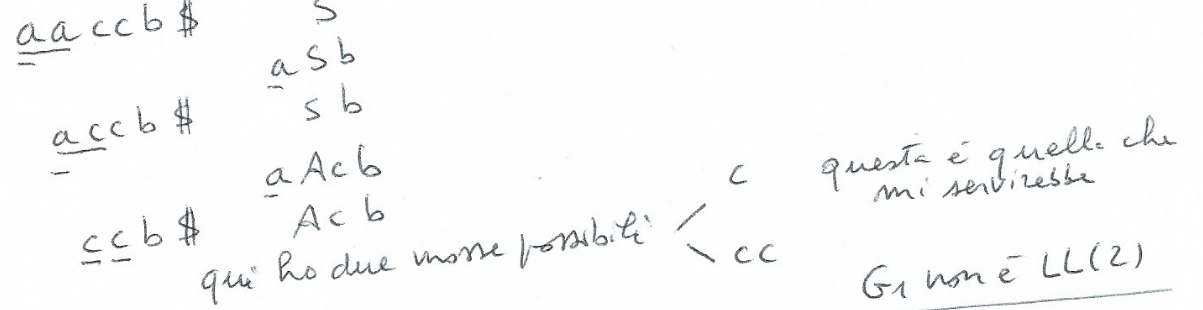 aaccb$ S
aSb
accb$ Sb
aAcb
ccb$ Acb
qui ho due mosse possibili
c questa è quella che mi servirebbe
cc
G1 non è LL(2)